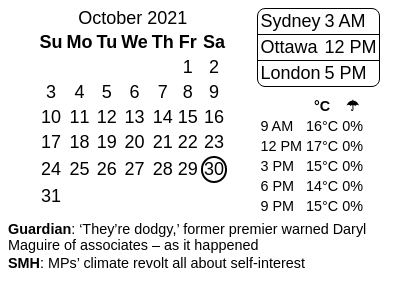 October 2021
Su Mo Tu We Th Fr Sa
1 2
3 4 5 6 7 8 9
10 11 12 13 14 15 16
17 18 19 20 21 22 23
24 25 26 27 28 29 30
31
Sydney 3 AM
Ottawa 12 PM
London 5 PM
°C ☂
9 AM 16°C 0%
12 PM 17°C 0%
3 PM 15°C 0%
6 PM 14°C 0%
9 PM 15°C 0%
Guardian: ‘They’re dodgy,’ former premier warned Daryl
Maguire of associates – as it happened
SMH: MPs’ climate revolt all about self-interest